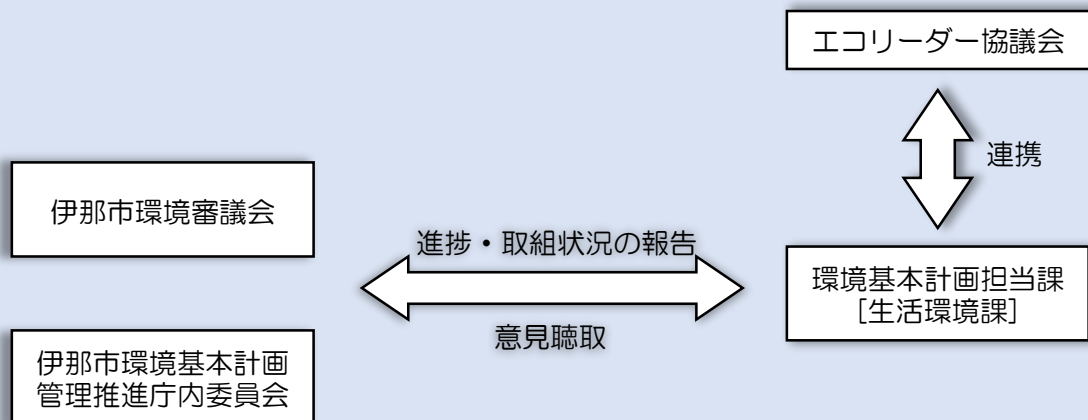 エコリーダー協議会
連携
伊那市環境審議会
進捗・取組状況の報告
環境基本計画担当課
[生活環境課]
意見聴取
伊那市環境基本計画
管理推進庁内委員会